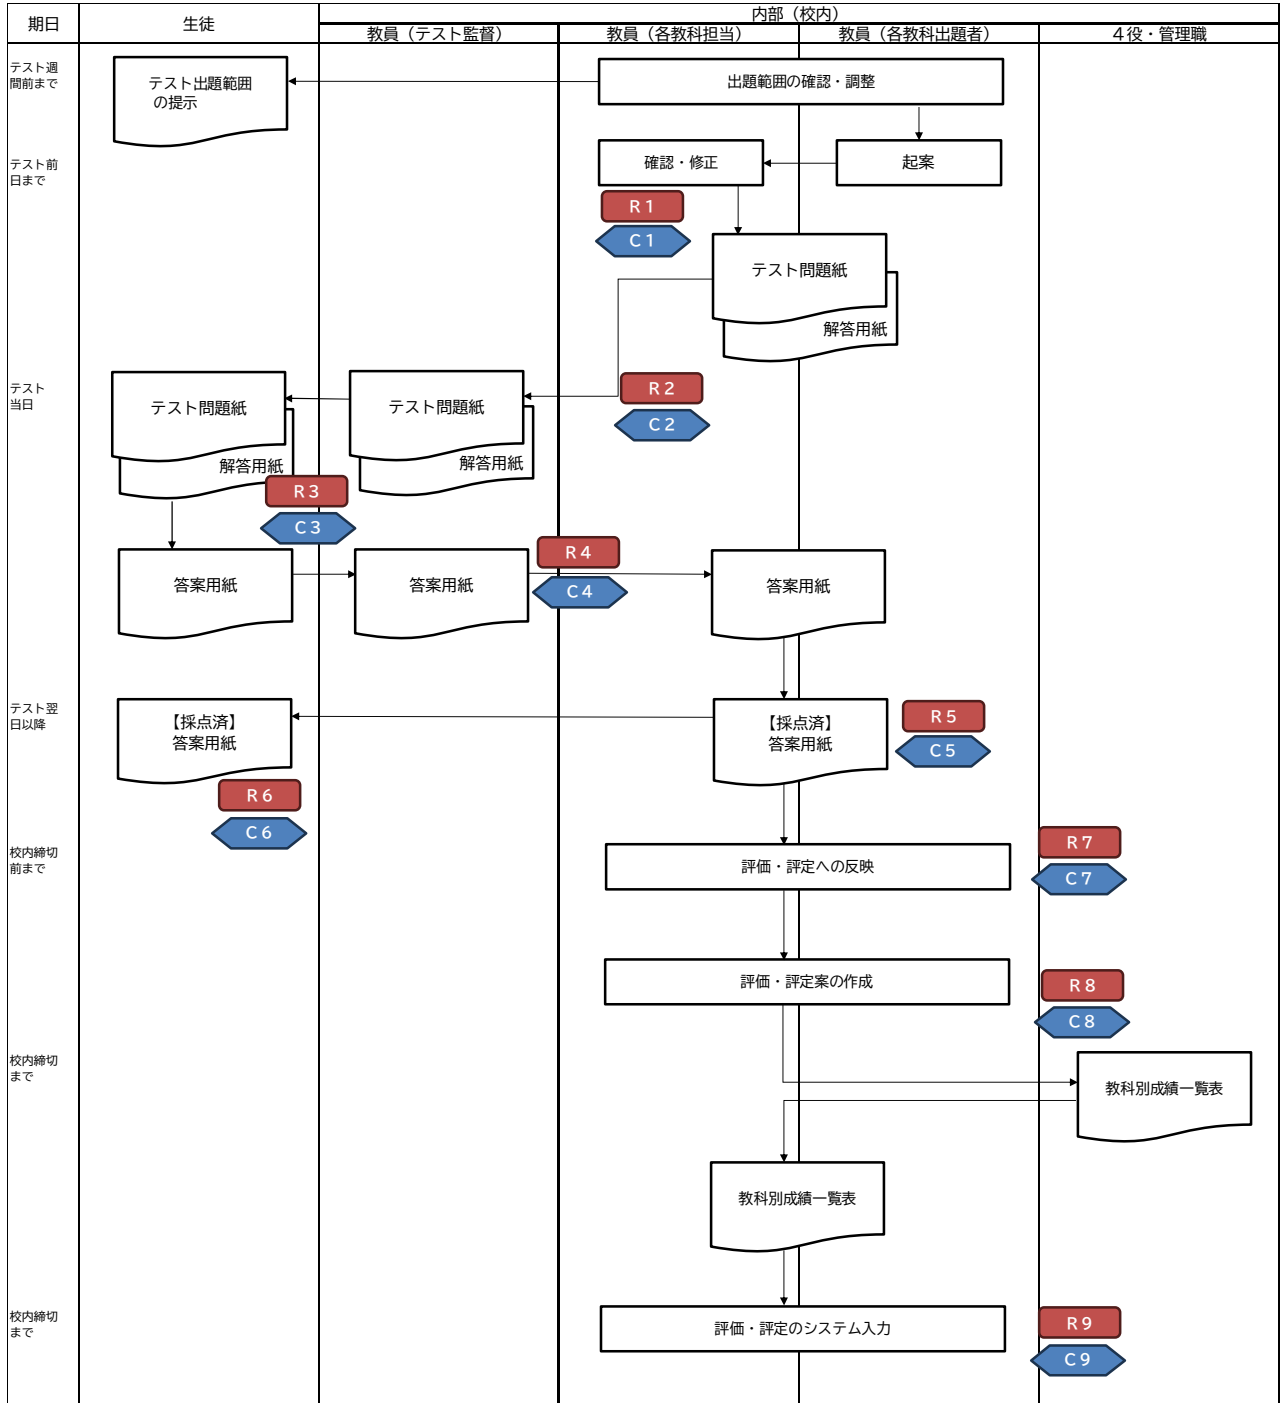 期日
生徒
内部（校内）
教員（テスト監督）
教員（各教科担当）
教員（各教科出題者）
４役・管理職
テスト週
間前まで
テスト出題範囲
の提示
出題範囲の確認・調整
テスト前
日まで
確認・修正
起案
Ｒ１
Ｃ１
テスト問題紙
解答用紙
テスト
当日
テスト問題紙
解答用紙
テスト問題紙
解答用紙
Ｒ２
Ｃ２
Ｒ３
Ｃ３
答案用紙
答案用紙
Ｒ４
Ｃ４
答案用紙
テスト翌
日以降
【採点済】
答案用紙
【採点済】
答案用紙
Ｒ５
Ｃ５
Ｒ６
Ｃ６
校内締切
前まで
評価・評定への反映
Ｒ７
Ｃ７
評価・評定案の作成
Ｒ８
Ｃ８
校内締切
まで
教科別成績一覧表
教科別成績一覧表
校内締切
まで
評価・評定のシステム入力
Ｒ９
Ｃ９